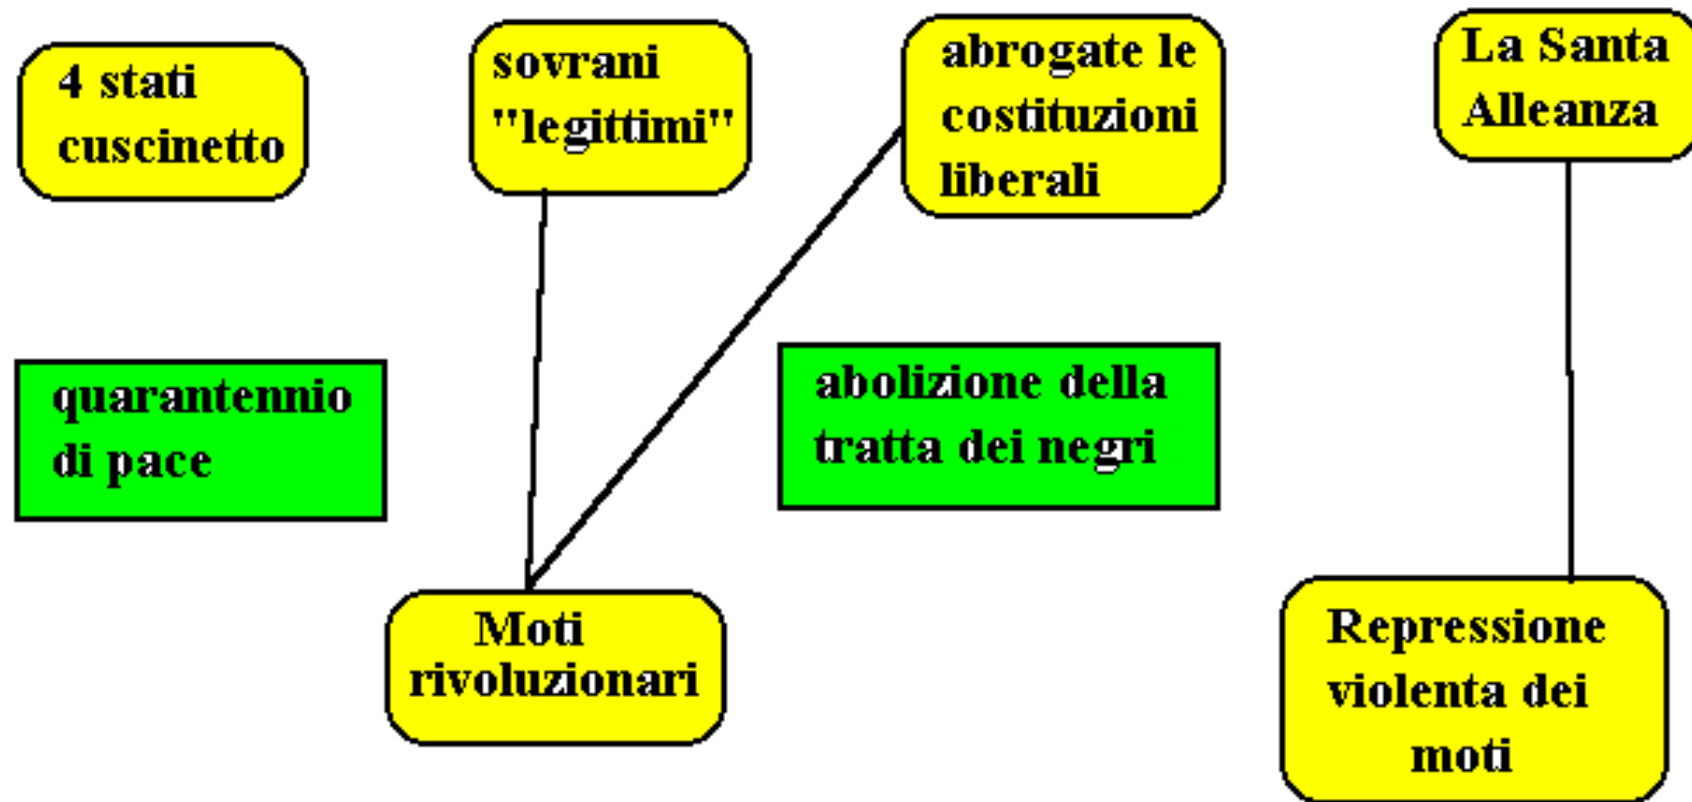 4 stati
cuscinetto
sovrani
"legittimi"
abrogate le
costituzioni
liberali
La Santa
Alleanza
quarantennio
di pace
abolizione della
tratta dei negri
Moti
rivoluzionari
Repressione
violenta dei
moti